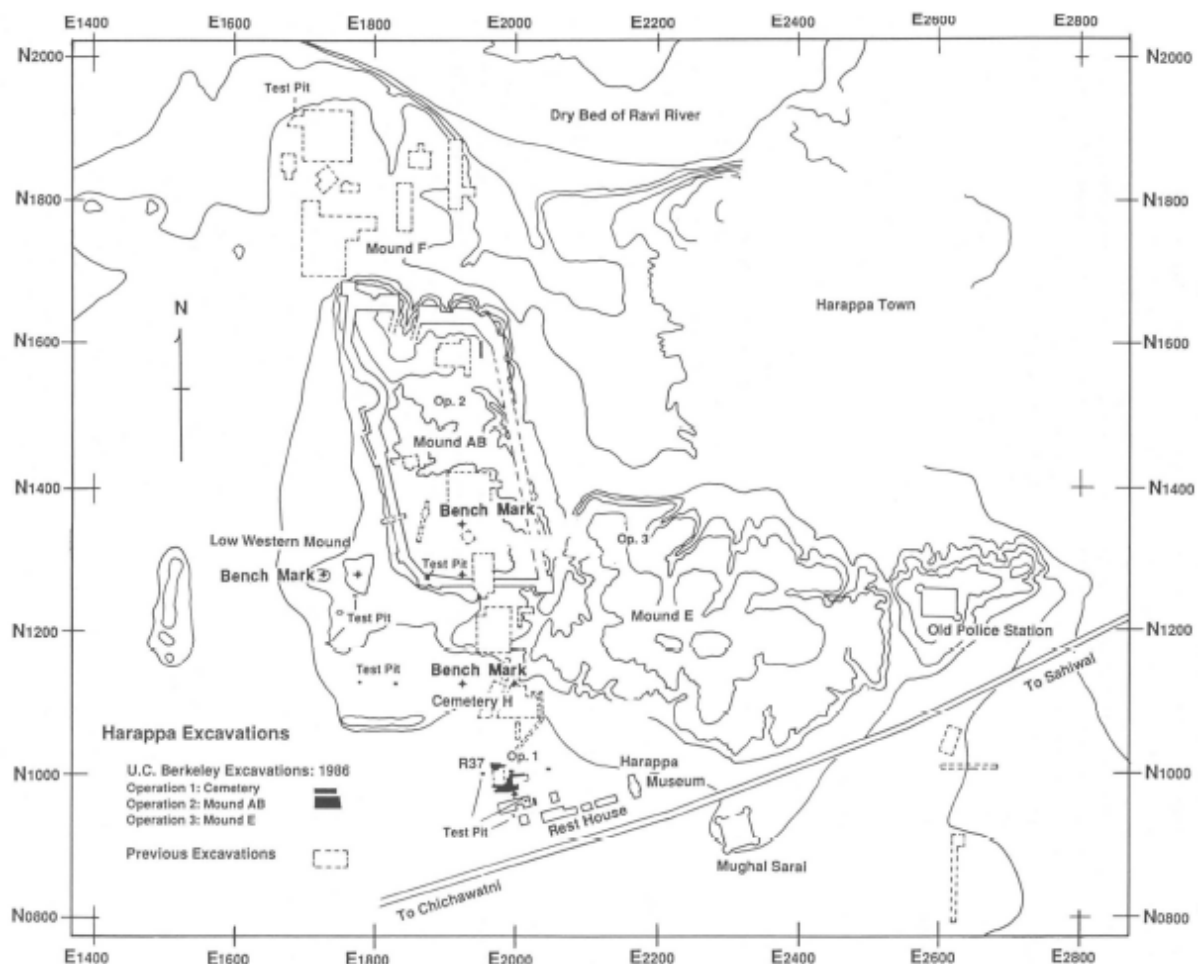 E1400 E1600 E1800 E2000 E2200 E2400 E2600 E2800
N2000 N2000
Test Pit
Dry Bed of Ravi River
N1800 N1800
Mound F
Harappa Town
N
N1600 N1600
Op. 2
Mound AB
N1400 N1400
Bench Mark
Op. 3
Low Western Mound
Test Pit
Bench Mark
Mound E
Test Pit
N1200 N1200
Old Police Station
Test Pit
Bench Mark
To Sahiwal
Cemetery H
Harappa Excavations
Op. 1
R37
Harappa
Museum
N1000 N1000
U.C. Berkeley Excavations: 1986
Operation 1: Cemetery
Operation 2: Mound AB
Operation 3: Mound E
Test Pit
Rest House
Previous Excavations
Mughal Sarai
To Chichawatni
N0800 N0800
E1400 E1600 E1800 E2000 E2200 E2400 E2600 E2800